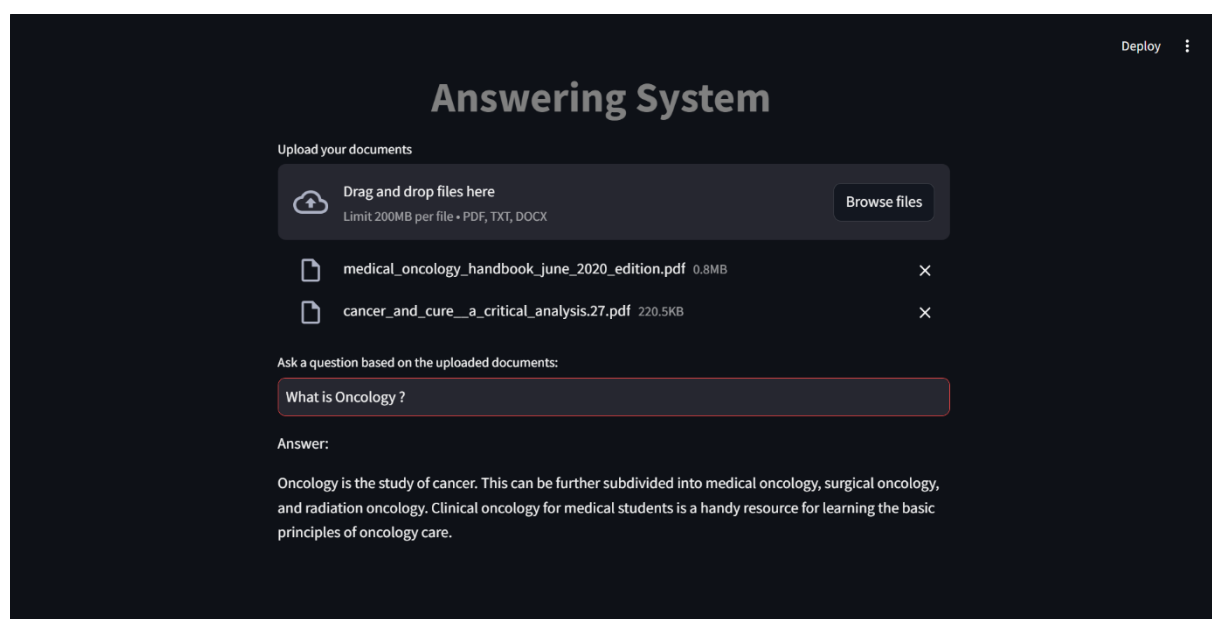 Deploy
Answering System
Upload your documents
Drag and drop files here
Limit 200MB per file • PDF, TXT, DOCX
Browse files
medical_oncology_handbook_june_2020_edition.pdf 0.8MB
cancer_and_cure__a_critical_analysis.27.pdf 220.5KB
Ask a question based on the uploaded documents:
What is Oncology ?
Answer:
Oncology is the study of cancer. This can be further subdivided into medical oncology, surgical oncology,
and radiation oncology. Clinical oncology for medical students is a handy resource for learning the basic
principles of oncology care.